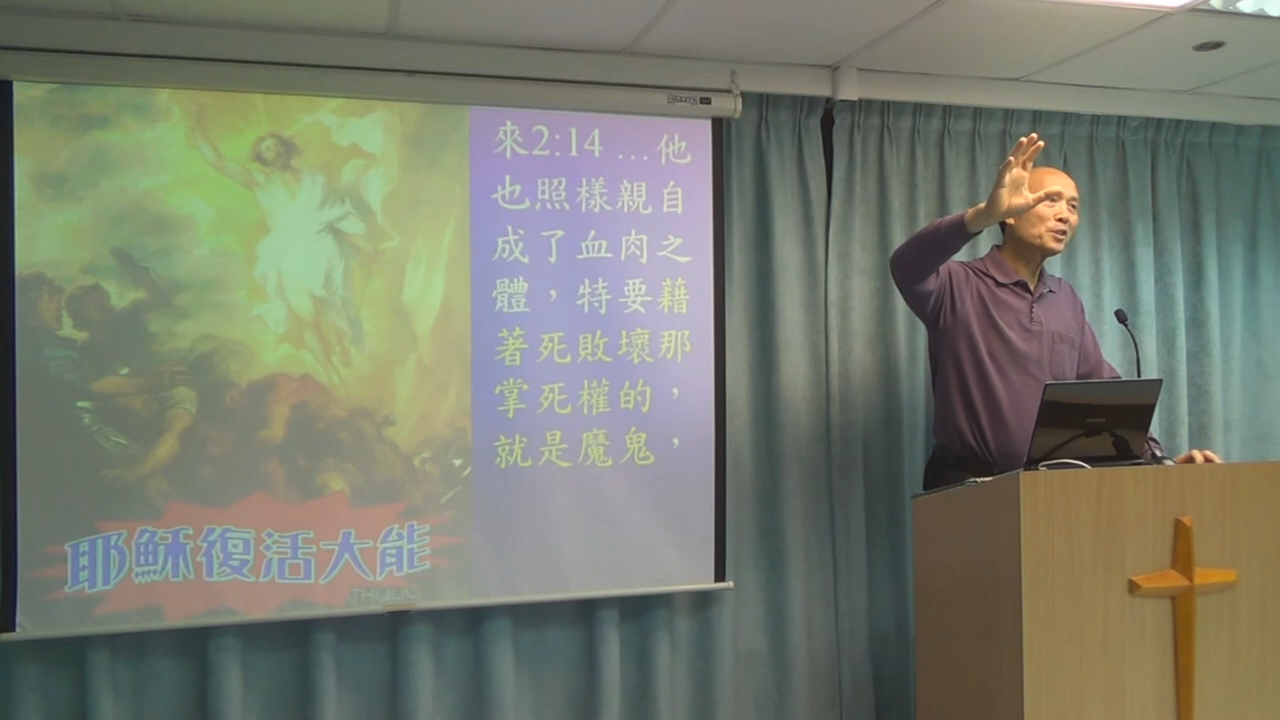 來2:14 …他
也照樣親自
成了血肉之
體，特要藉
著死敗壞那
掌死權的，
就是魔鬼，
耶穌復活大能